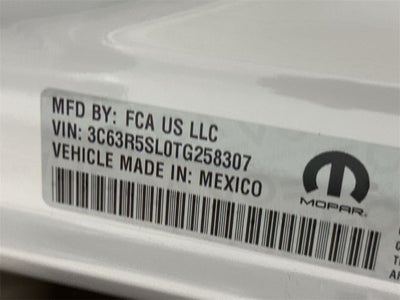 MFD BY: FCA US LLC
VIN: 3C63R5SL0TG258307
VEHICLE MADE IN: MEXICO
MOPAR